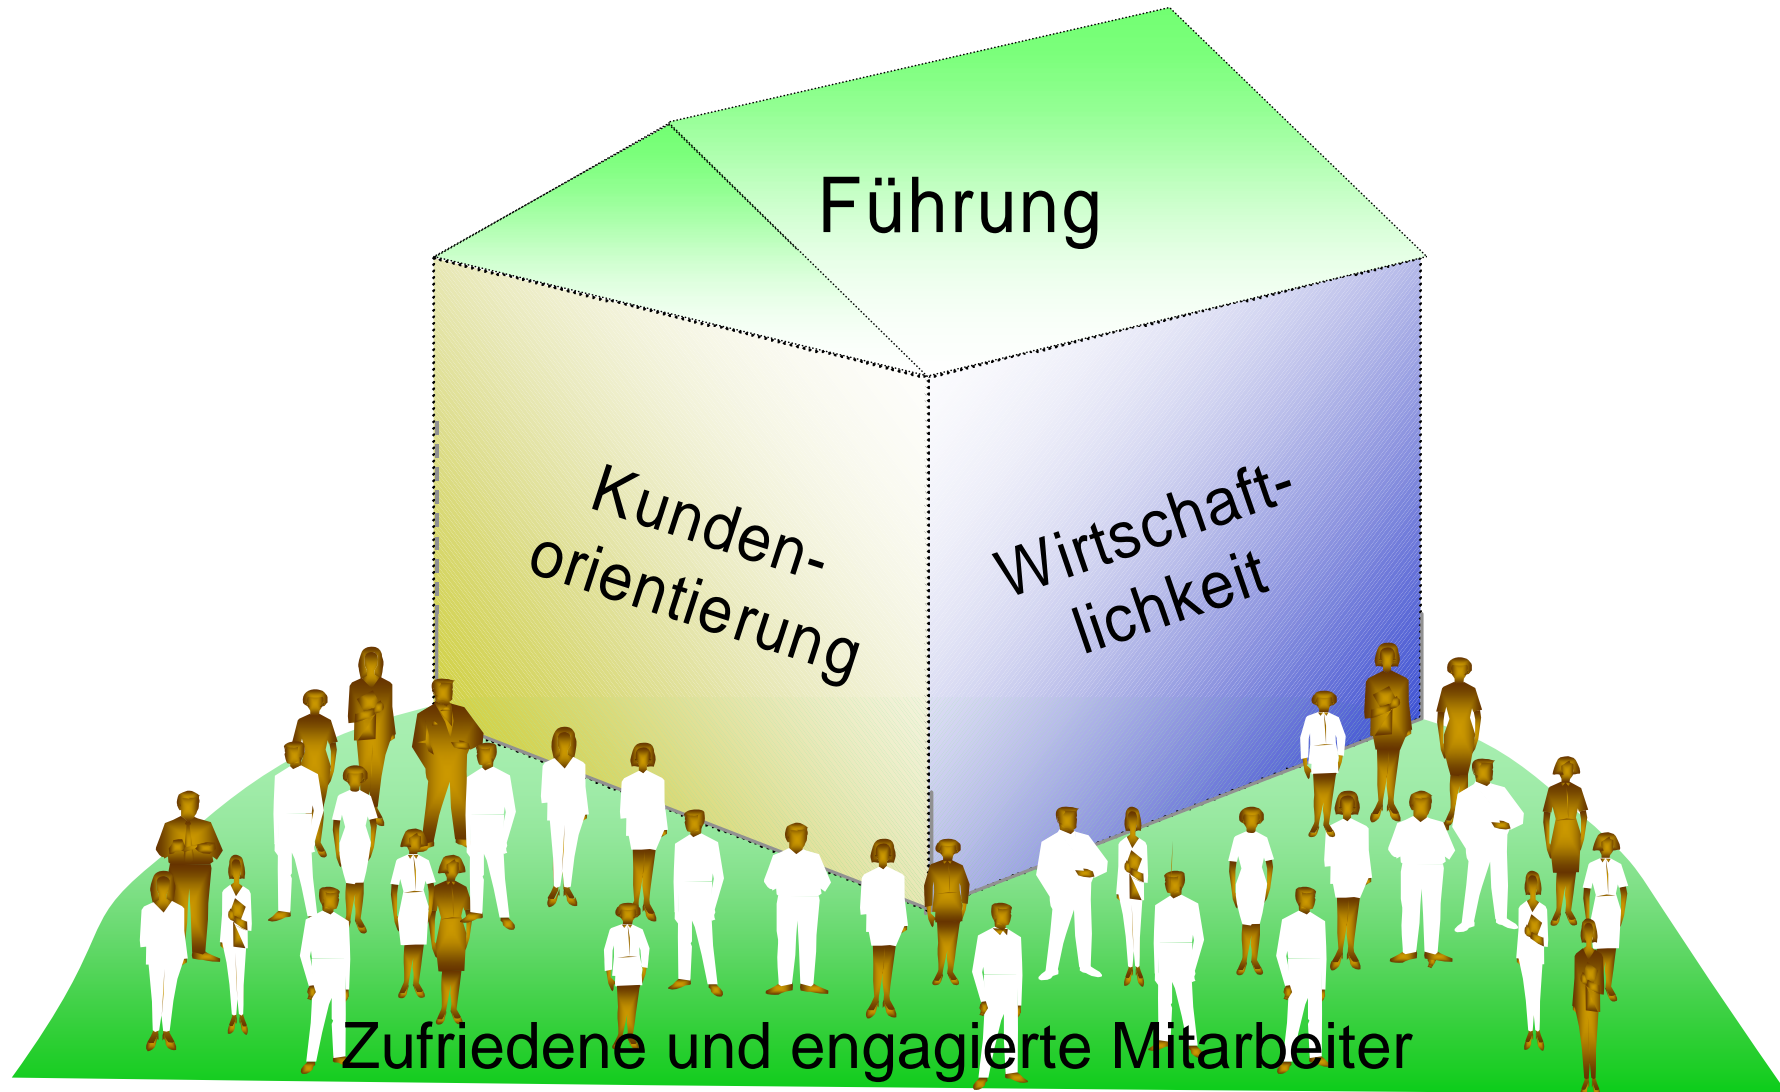 Führung
Kunden-
orientierung
Wirtschaft-
lichkeit
Zufriedene und engagierte Mitarbeiter